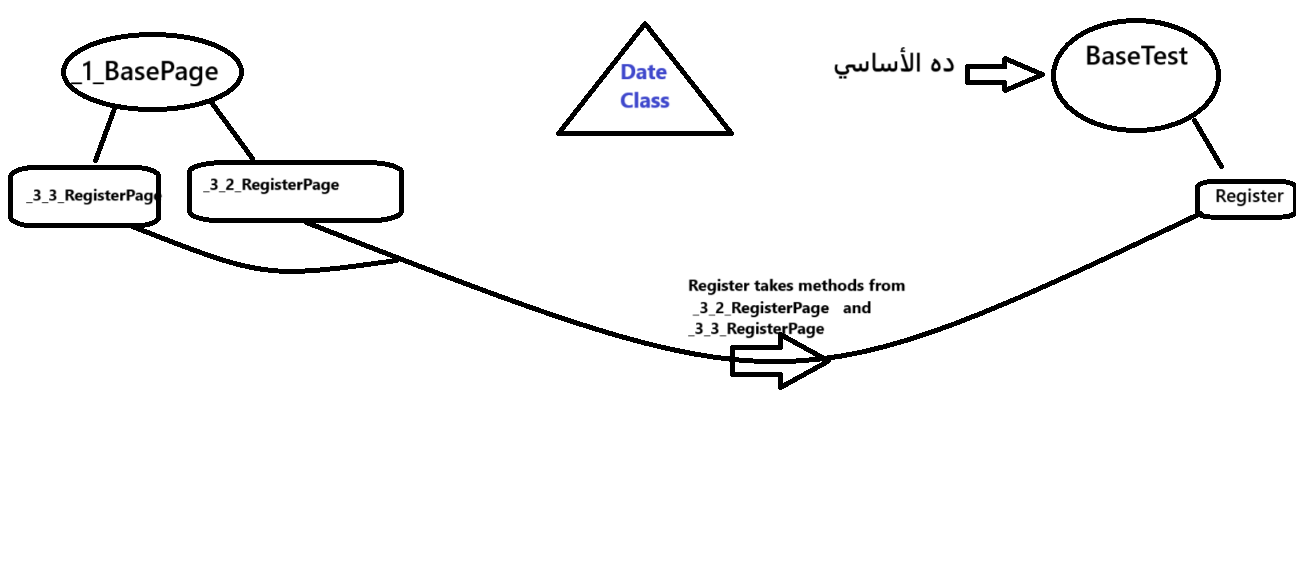 _1_BasePage
Date
Class
ده الأساسي
BaseTest
_3_3_RegisterPage
_3_2_RegisterPage
Register
Register takes methods from
_3_2_RegisterPage and
_3_3_RegisterPage